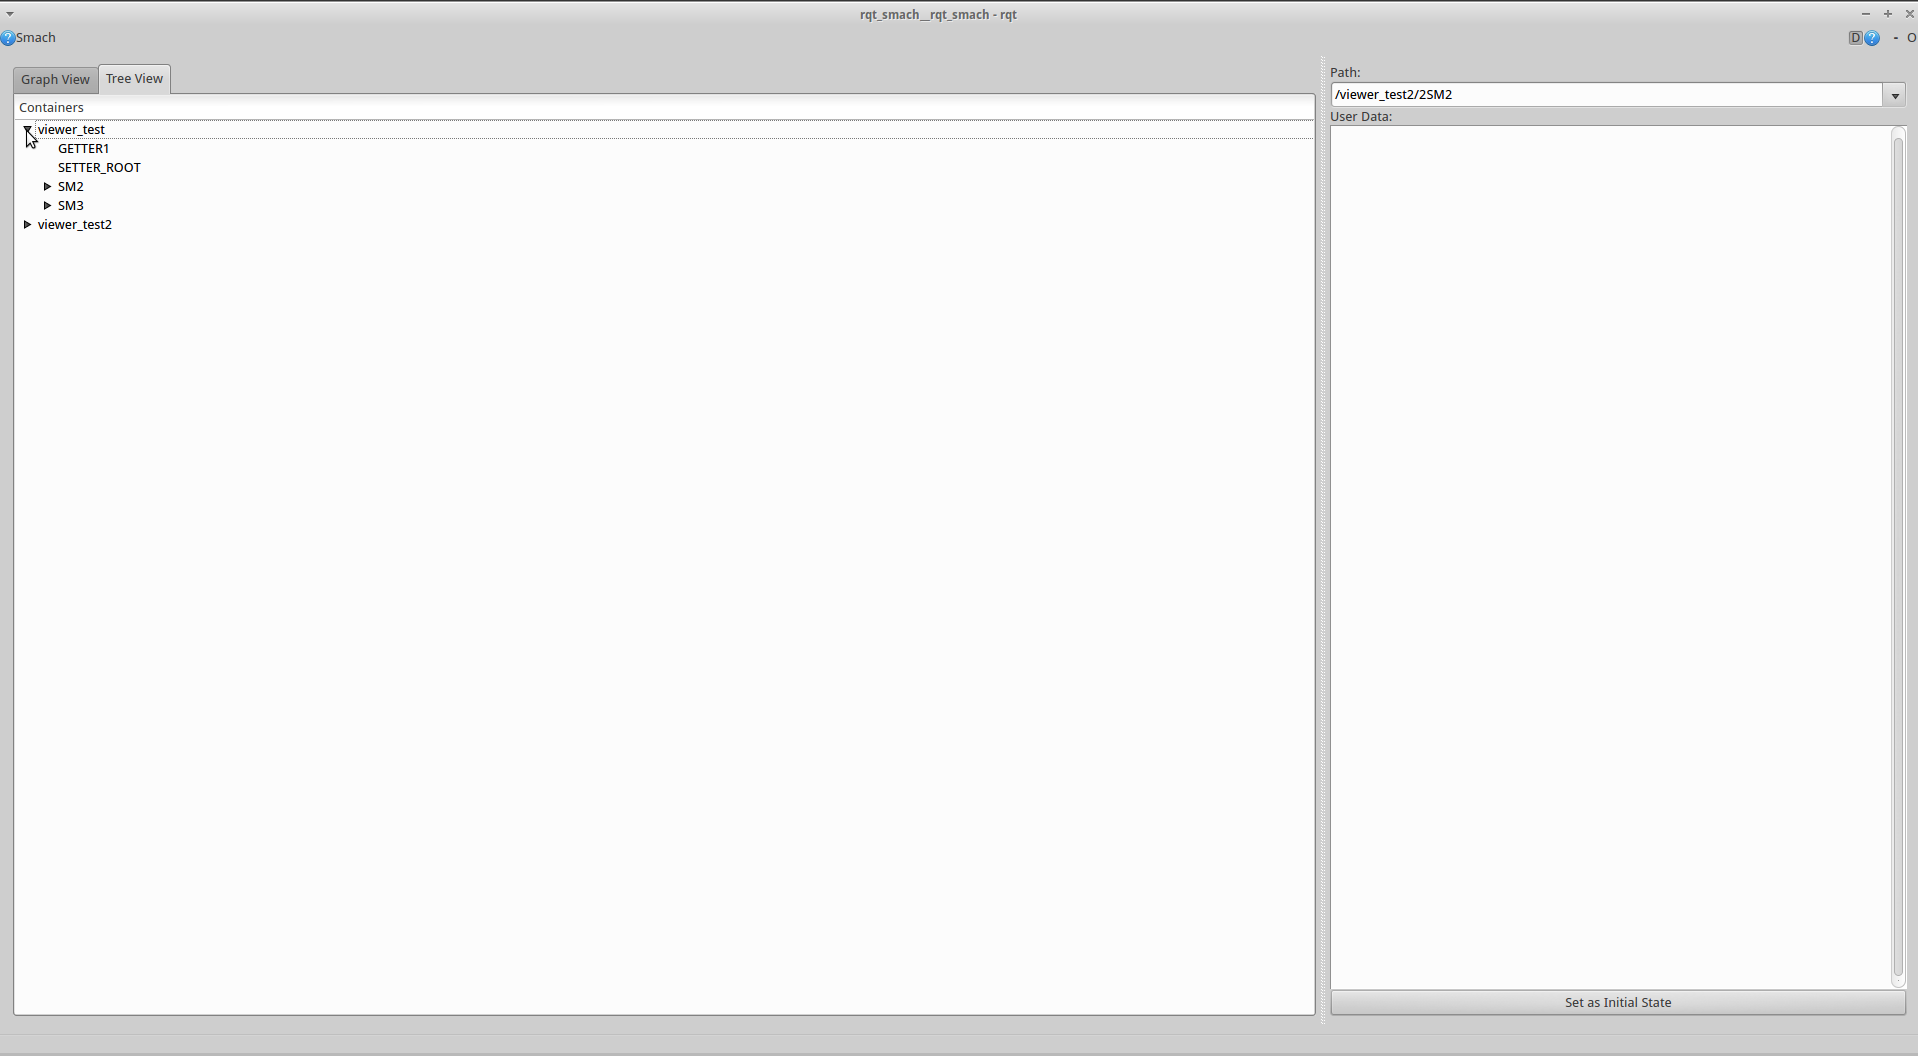 rqt_smach__rqt_smach - rqt
Smach
D ? - O
Graph View Tree View
Containers
viewer_test
GETTER1
SETTER_ROOT
SM2
SM3
viewer_test2
Path:
/viewer_test2/2SM2
User Data:
Set as Initial State